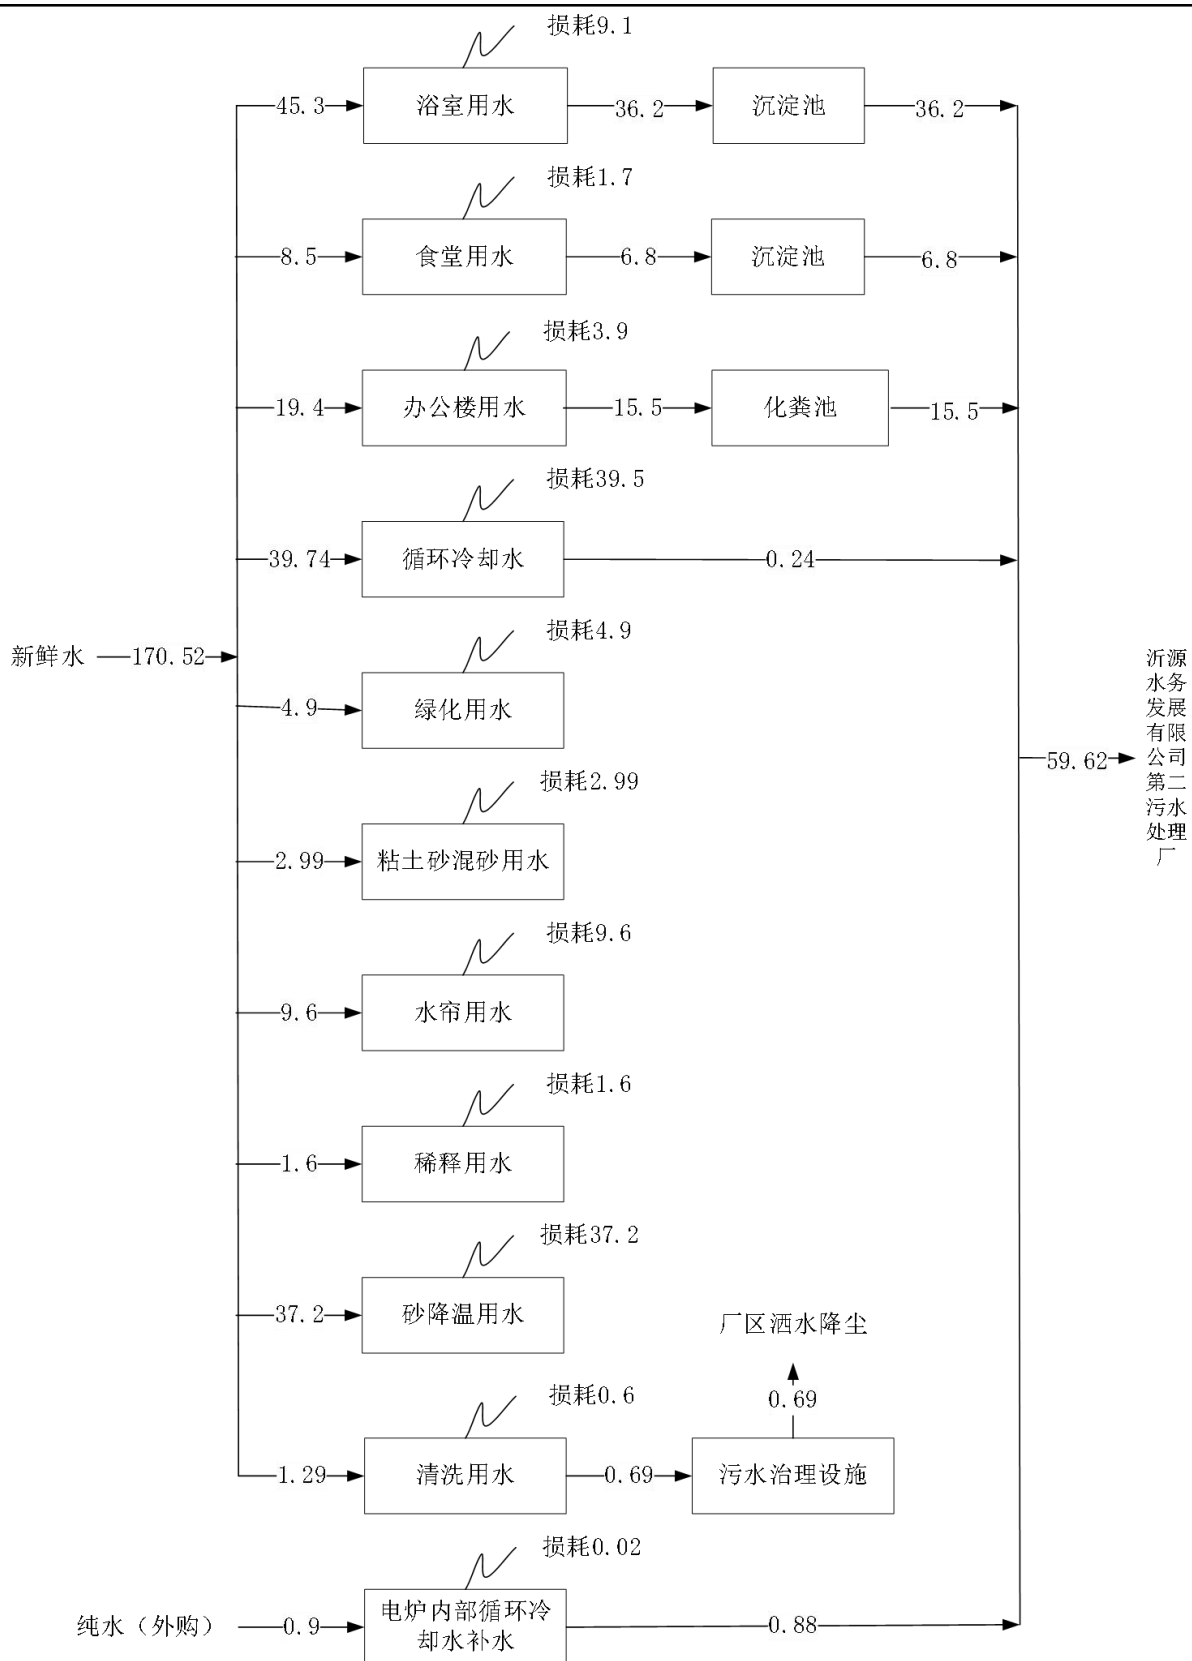 损耗9.1
45.3
浴室用水
36.2
沉淀池
36.2
损耗1.7
8.5
食堂用水
6.8
沉淀池
6.8
损耗3.9
19.4
办公楼用水
15.5
化粪池
15.5
损耗39.5
39.74
循环冷却水
0.24
新鲜水
170.52
损耗4.9
4.9
绿化用水
沂源
水务
发展
有限
公司
第二
污水
处理
厂
59.62
损耗2.99
2.99
粘土砂混砂用水
损耗9.6
9.6
水帘用水
损耗1.6
1.6
稀释用水
损耗37.2
37.2
砂降温用水
厂区洒水降尘
0.69
损耗0.6
1.29
清洗用水
0.69
污水治理设施
损耗0.02
纯水（外购）
0.9
电炉内部循环冷
却水补水
0.88